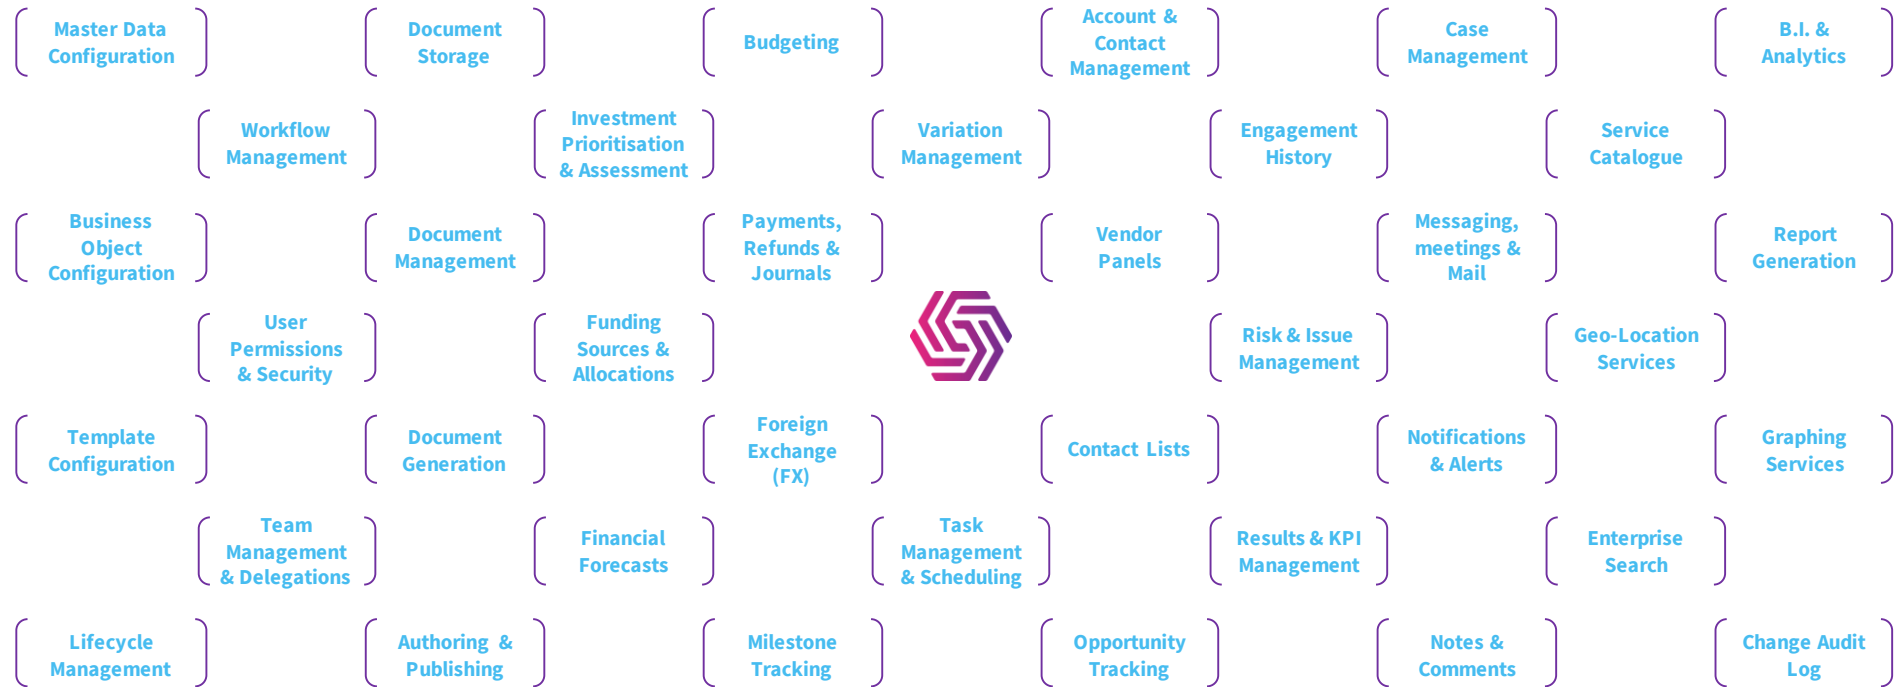 Master Data
Configuration
Document
Storage
Budgeting
Account &
Contact
Management
Case
Management
B.I. &
Analytics
Workflow
Management
Investment
Prioritisation
& Assessment
Variation
Management
Engagement
History
Service
Catalogue
Business
Object
Configuration
Document
Management
Payments,
Refunds &
Journals
Vendor
Panels
Messaging,
meetings &
Mail
Report
Generation
User
Permissions
& Security
Funding
Sources &
Allocations
Risk & Issue
Management
Geo-Location
Services
Template
Configuration
Document
Generation
Foreign
Exchange
(FX)
Contact Lists
Notifications
& Alerts
Graphing
Services
Team
Management
& Delegations
Financial
Forecasts
Task
Management
& Scheduling
Results & KPI
Management
Enterprise
Search
Lifecycle
Management
Authoring &
Publishing
Milestone
Tracking
Opportunity
Tracking
Notes &
Comments
Change Audit
Log